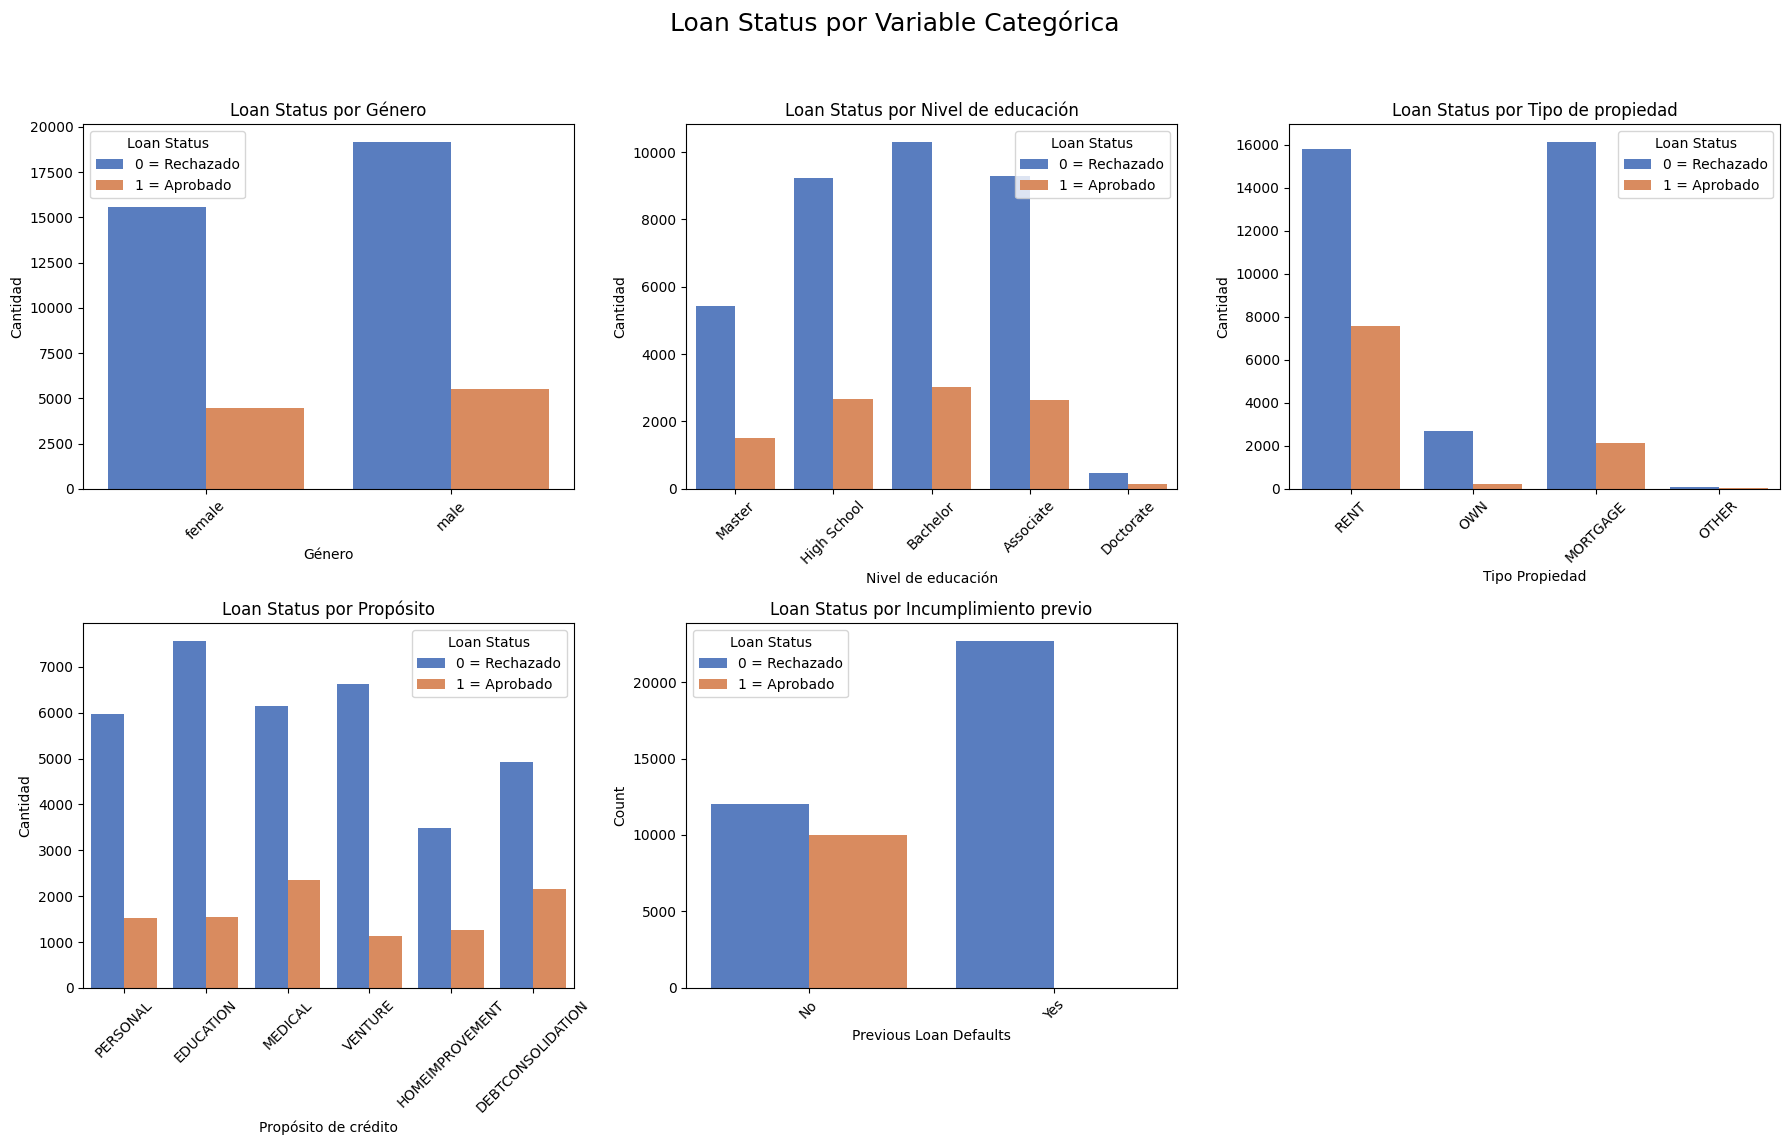 Loan Status por Variable Categórica
Loan Status por Género
20000
17500
15000
12500
10000
7500
5000
2500
0
Cantidad
Loan Status
0 = Rechazado
1 = Aprobado
female
male
Género
Loan Status por Nivel de educación
10000
8000
6000
4000
2000
0
Cantidad
Loan Status
0 = Rechazado
1 = Aprobado
Master
High School
Bachelor
Associate
Doctorate
Nivel de educación
Loan Status por Tipo de propiedad
16000
14000
12000
10000
8000
6000
4000
2000
0
Cantidad
Loan Status
0 = Rechazado
1 = Aprobado
RENT
OWN
MORTGAGE
OTHER
Tipo Propiedad
Loan Status por Propósito
7000
6000
5000
4000
3000
2000
1000
0
Cantidad
Loan Status
0 = Rechazado
1 = Aprobado
PERSONAL
EDUCATION
MEDICAL
VENTURE
HOMEIMPROVEMENT
DEBTCONSOLIDATION
Propósito de crédito
Loan Status por Incumplimiento previo
20000
15000
10000
5000
0
Count
Loan Status
0 = Rechazado
1 = Aprobado
No
Yes
Previous Loan Defaults